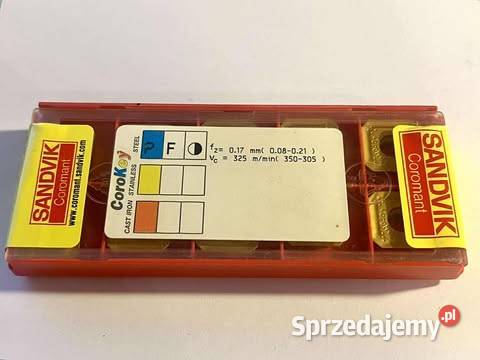 SANDVIK
Coromant
www.coromant.sandvik.com
CoroKey
STEEL
STAINLESS
CAST IRON
P F
fz = 0.17 mm( 0.08-0.21 )
vc = 325 m/min( 350-305 )
SANDVIK
Coromant
Sprzedajemy.pl